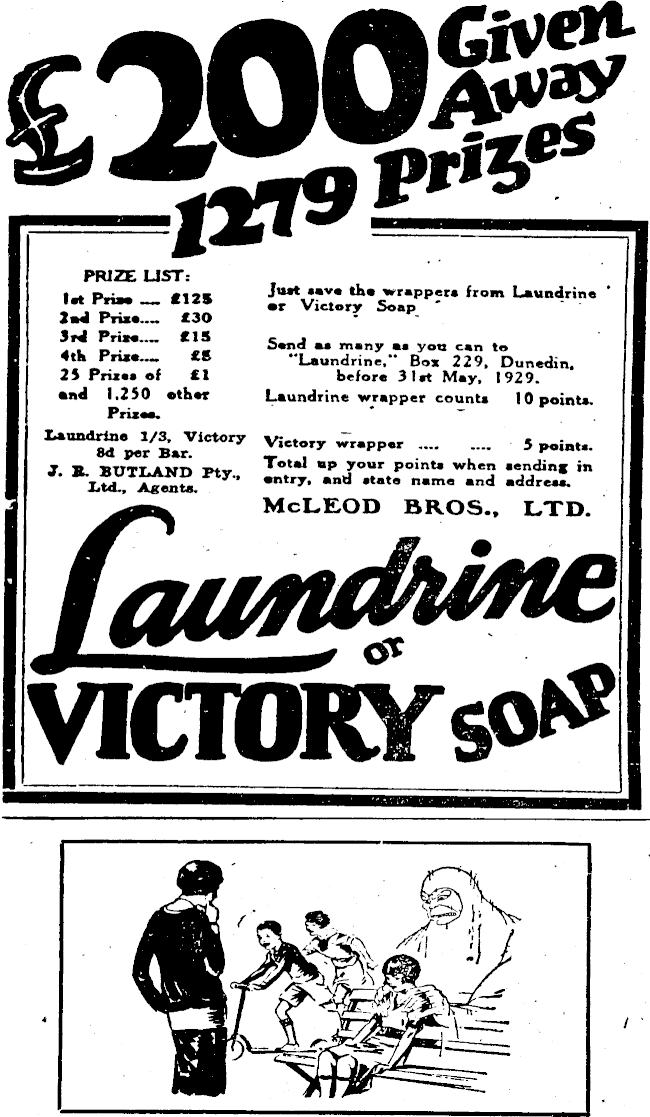 £200 Given
Away
1279 Prizes
PRIZE LIST:
1st Prize .... £125
2nd Prize.... £30
3rd Prize.... £15
4th Prize.... £5
25 Prizes of £1
and 1,250 other
Prizes.
Laundrine 1/3, Victory
8d per Bar.
J. R. BUTLAND Pty.,
Ltd., Agents.
Just save the wrappers from Laundrine
or Victory Soap
Send as many as you can to
"Laundrine," Box 229, Dunedin,
before 31st May, 1929.
Laundrine wrapper counts 10 points.
Victory wrapper .... .... 5 points.
Total up your points when sending in
entry, and state name and address.
McLEOD BROS., LTD.
Laundrine
or
VICTORY SOAP